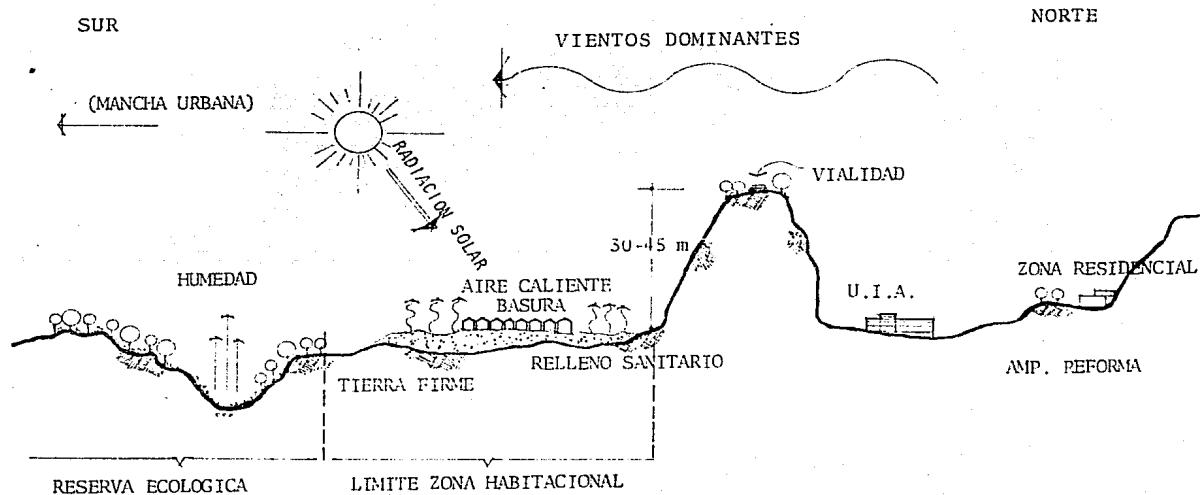 SUR
NORTE
VIENTOS DOMINANTES
(MANCHA URBANA)
RADIACION SOLAR
VIALIDAD
30-45 m
HUMEDAD
AIRE CALIENTE
BASURA
ZONA RESIDENCIAL
U.I.A.
RELLENO SANITARIO
TIERRA FIRME
AMP. REFORMA
RESERVA ECOLOGICA
LIMITE ZONA HABITACIONAL